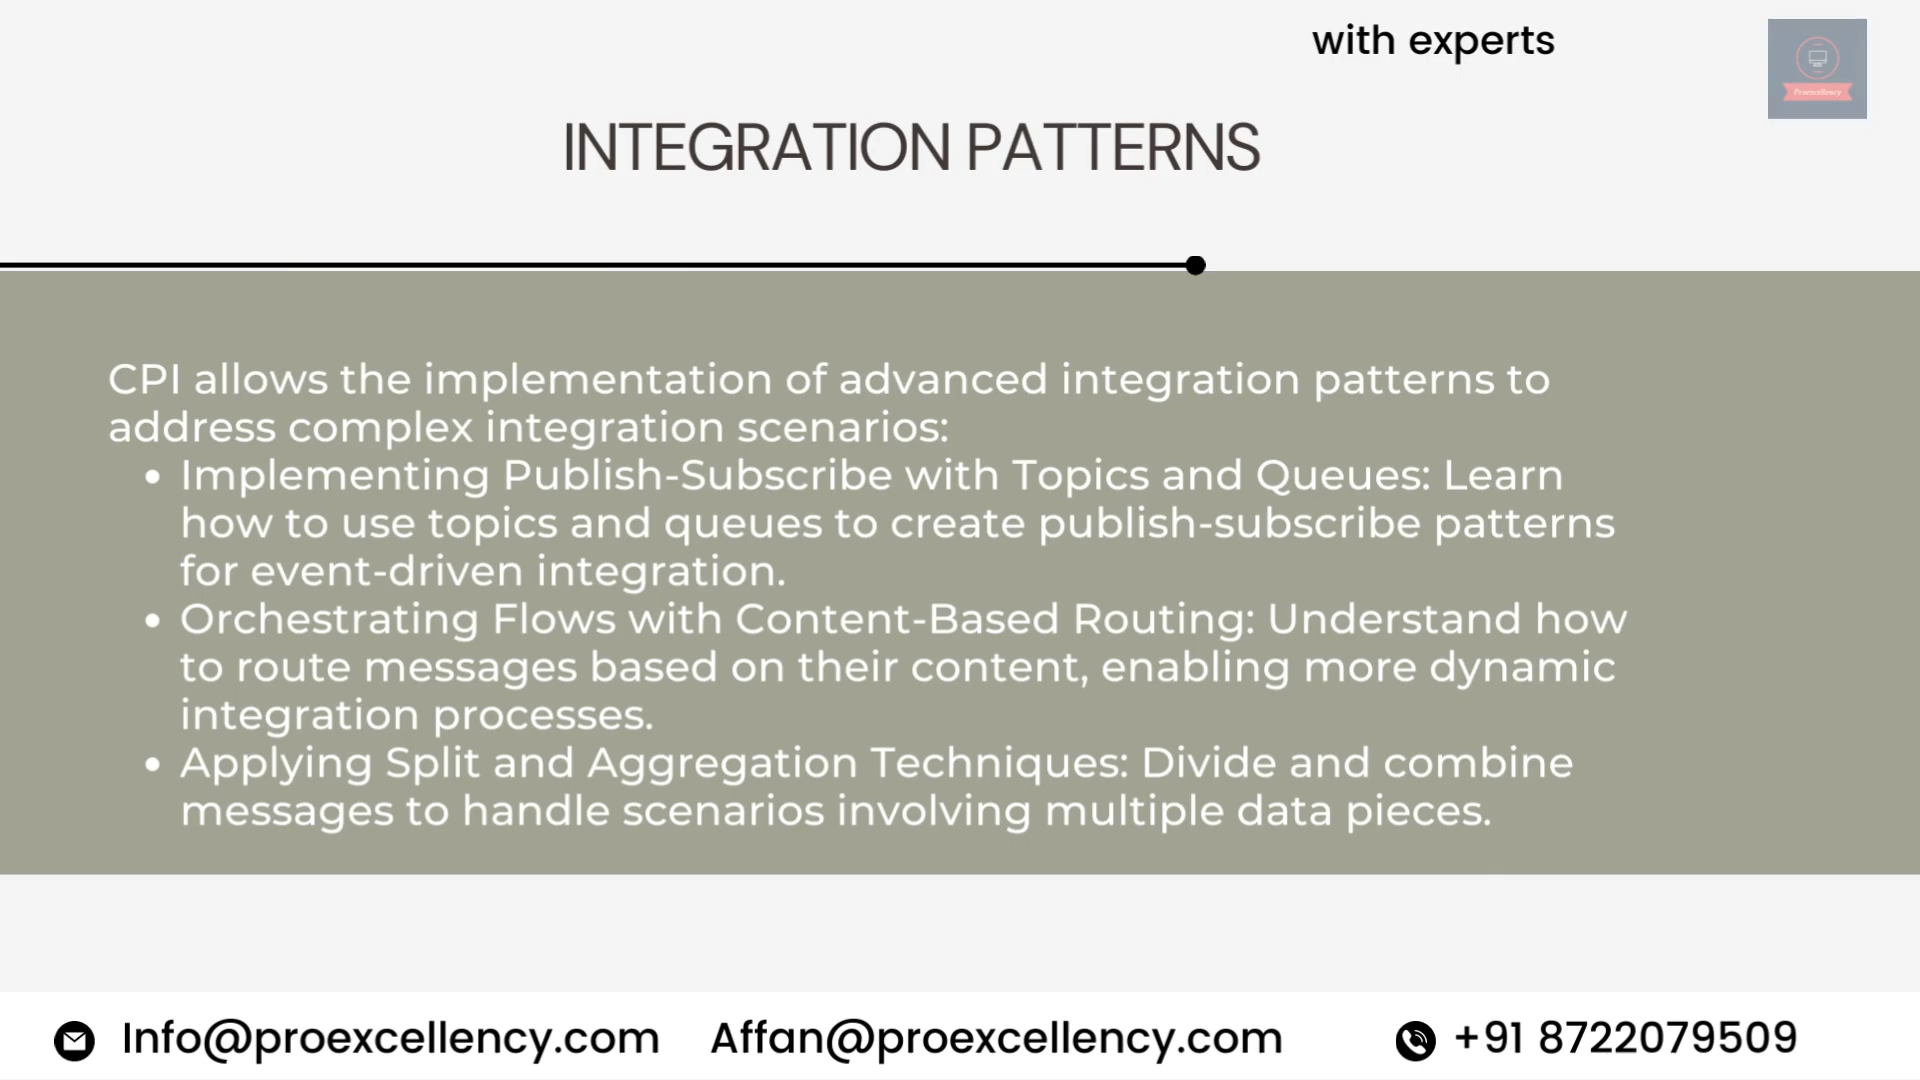 with experts
Proexcellency
INTEGRATION PATTERNS
CPI allows the implementation of advanced integration patterns to
address complex integration scenarios:
• Implementing Publish-Subscribe with Topics and Queues: Learn
how to use topics and queues to create publish-subscribe patterns
for event-driven integration.
• Orchestrating Flows with Content-Based Routing: Understand how
to route messages based on their content, enabling more dynamic
integration processes.
• Applying Split and Aggregation Techniques: Divide and combine
messages to handle scenarios involving multiple data pieces.
Info@proexcellency.com Affan@proexcellency.com +91 8722079509